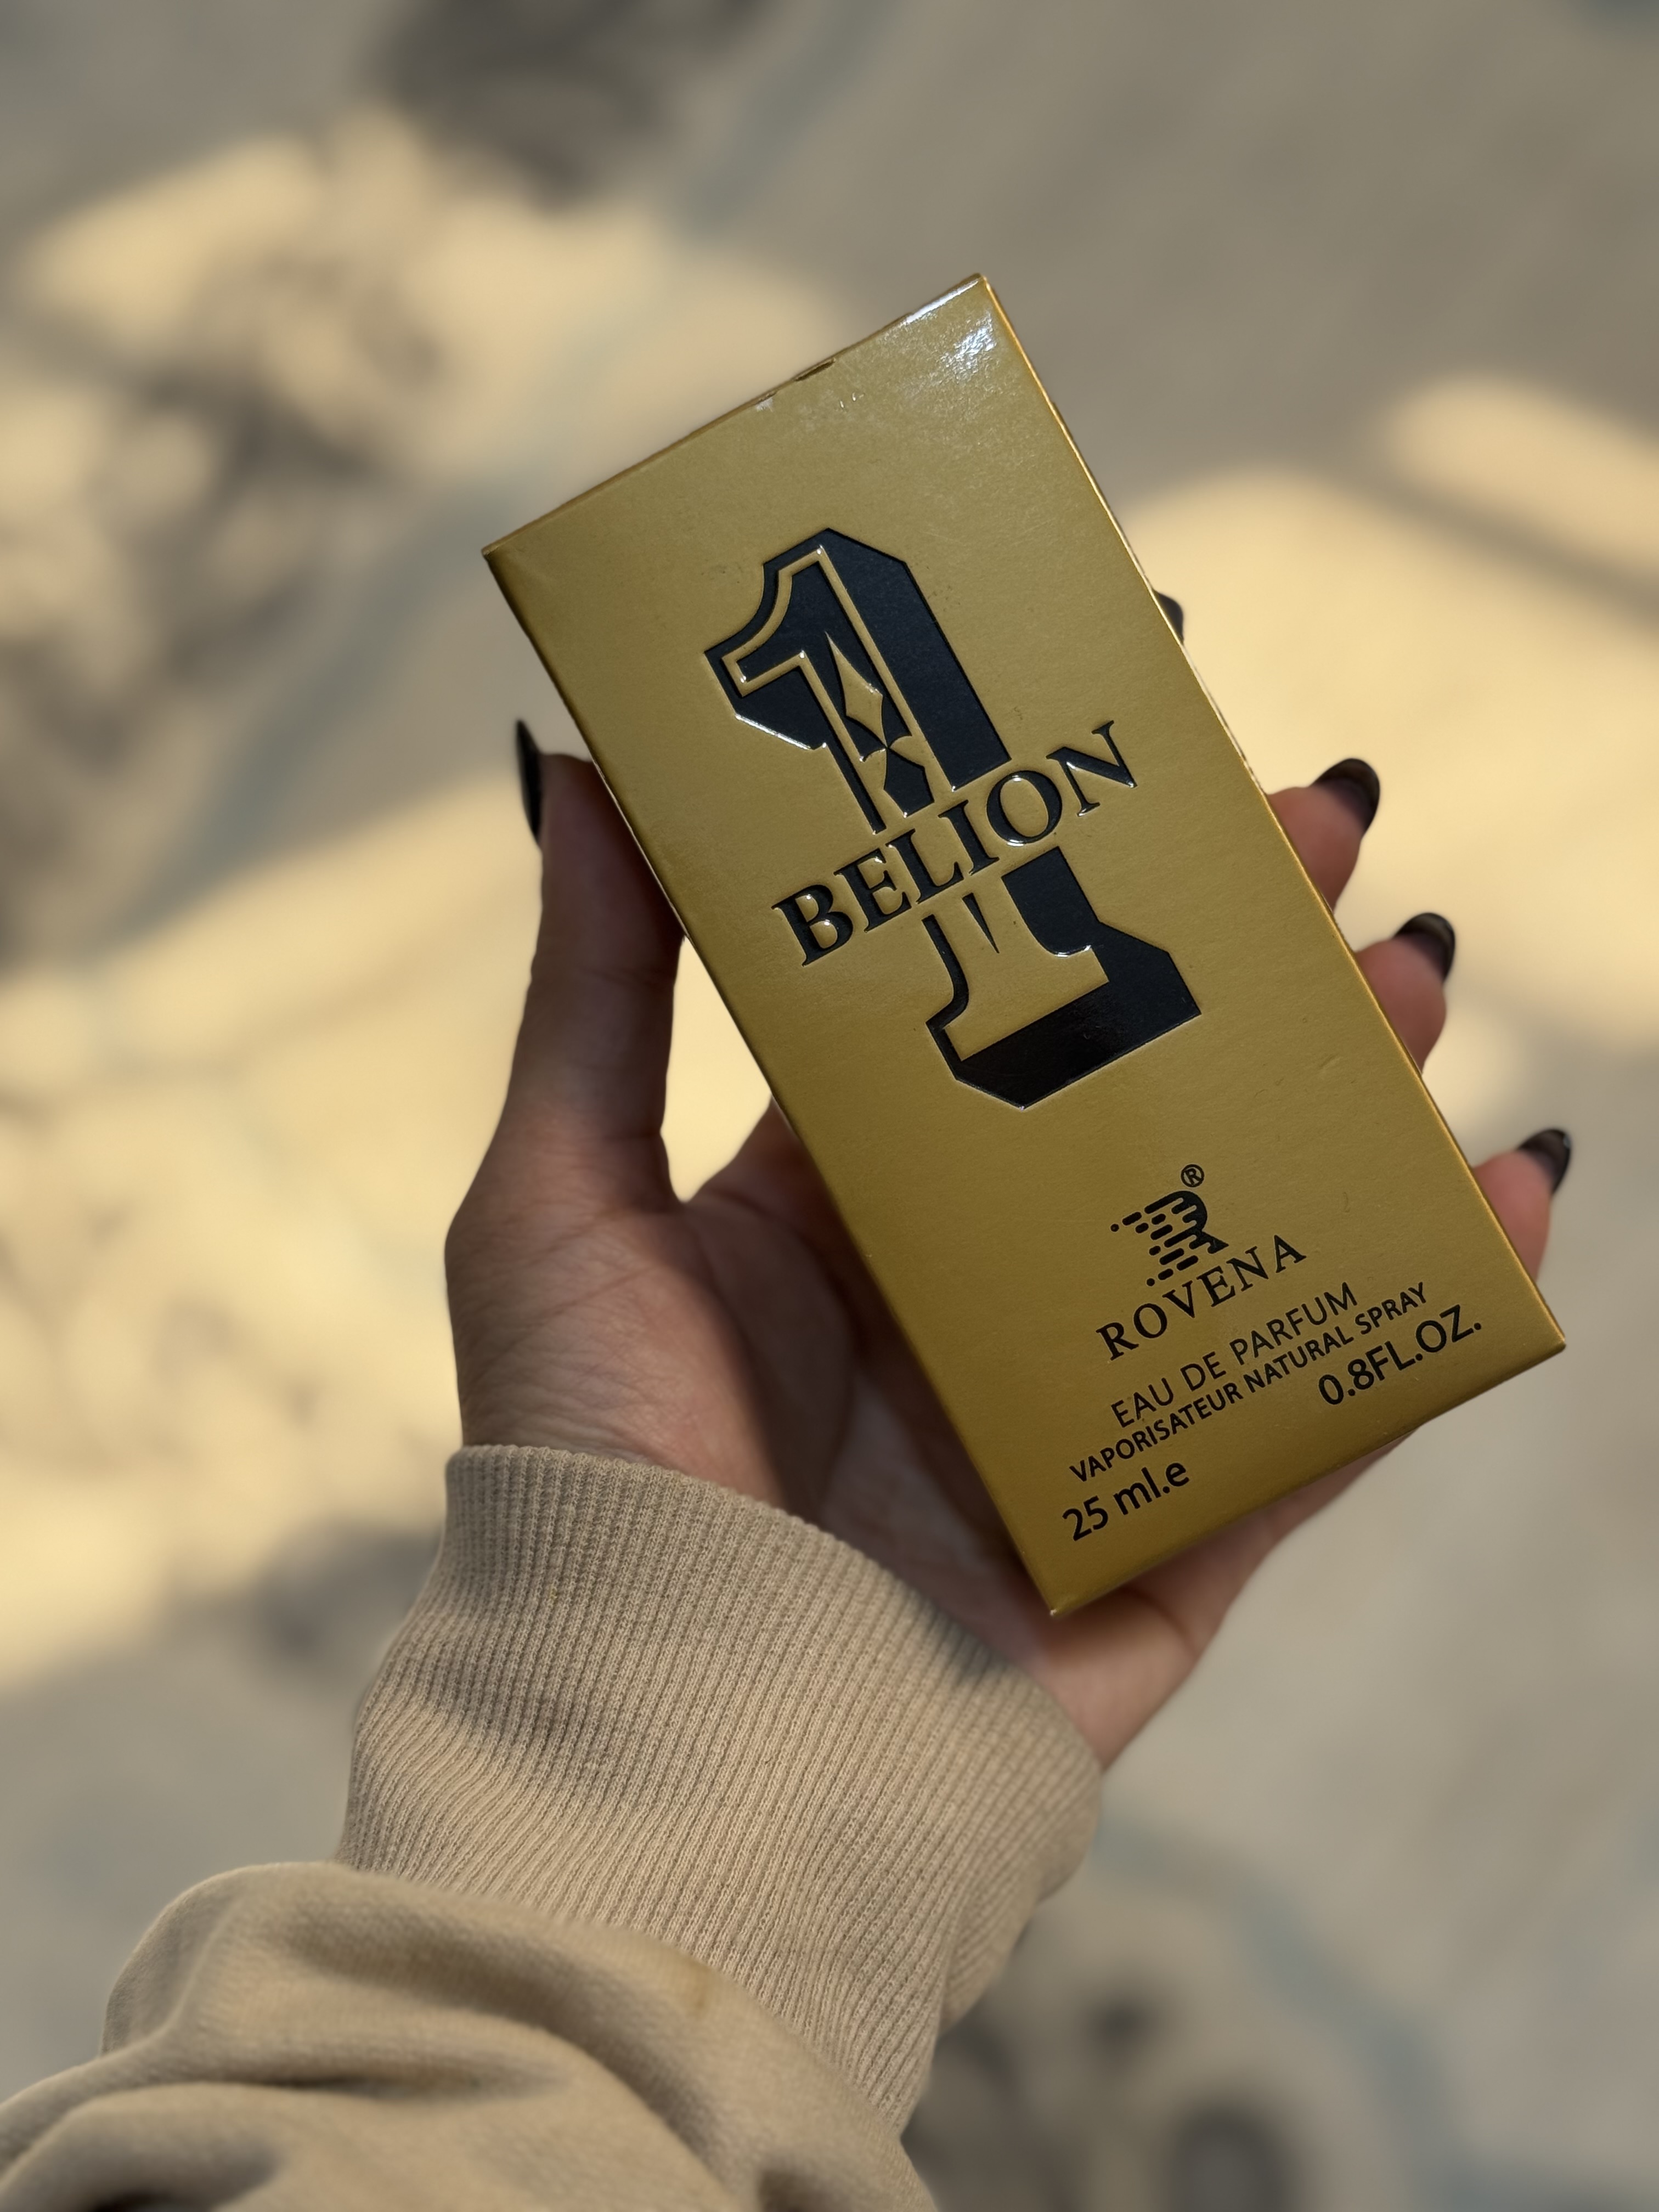 1
BELION
R®
ROVENA
EAU DE PARFUM
VAPORISATEUR NATURAL SPRAY
25 ml.e 0.8FL.OZ.